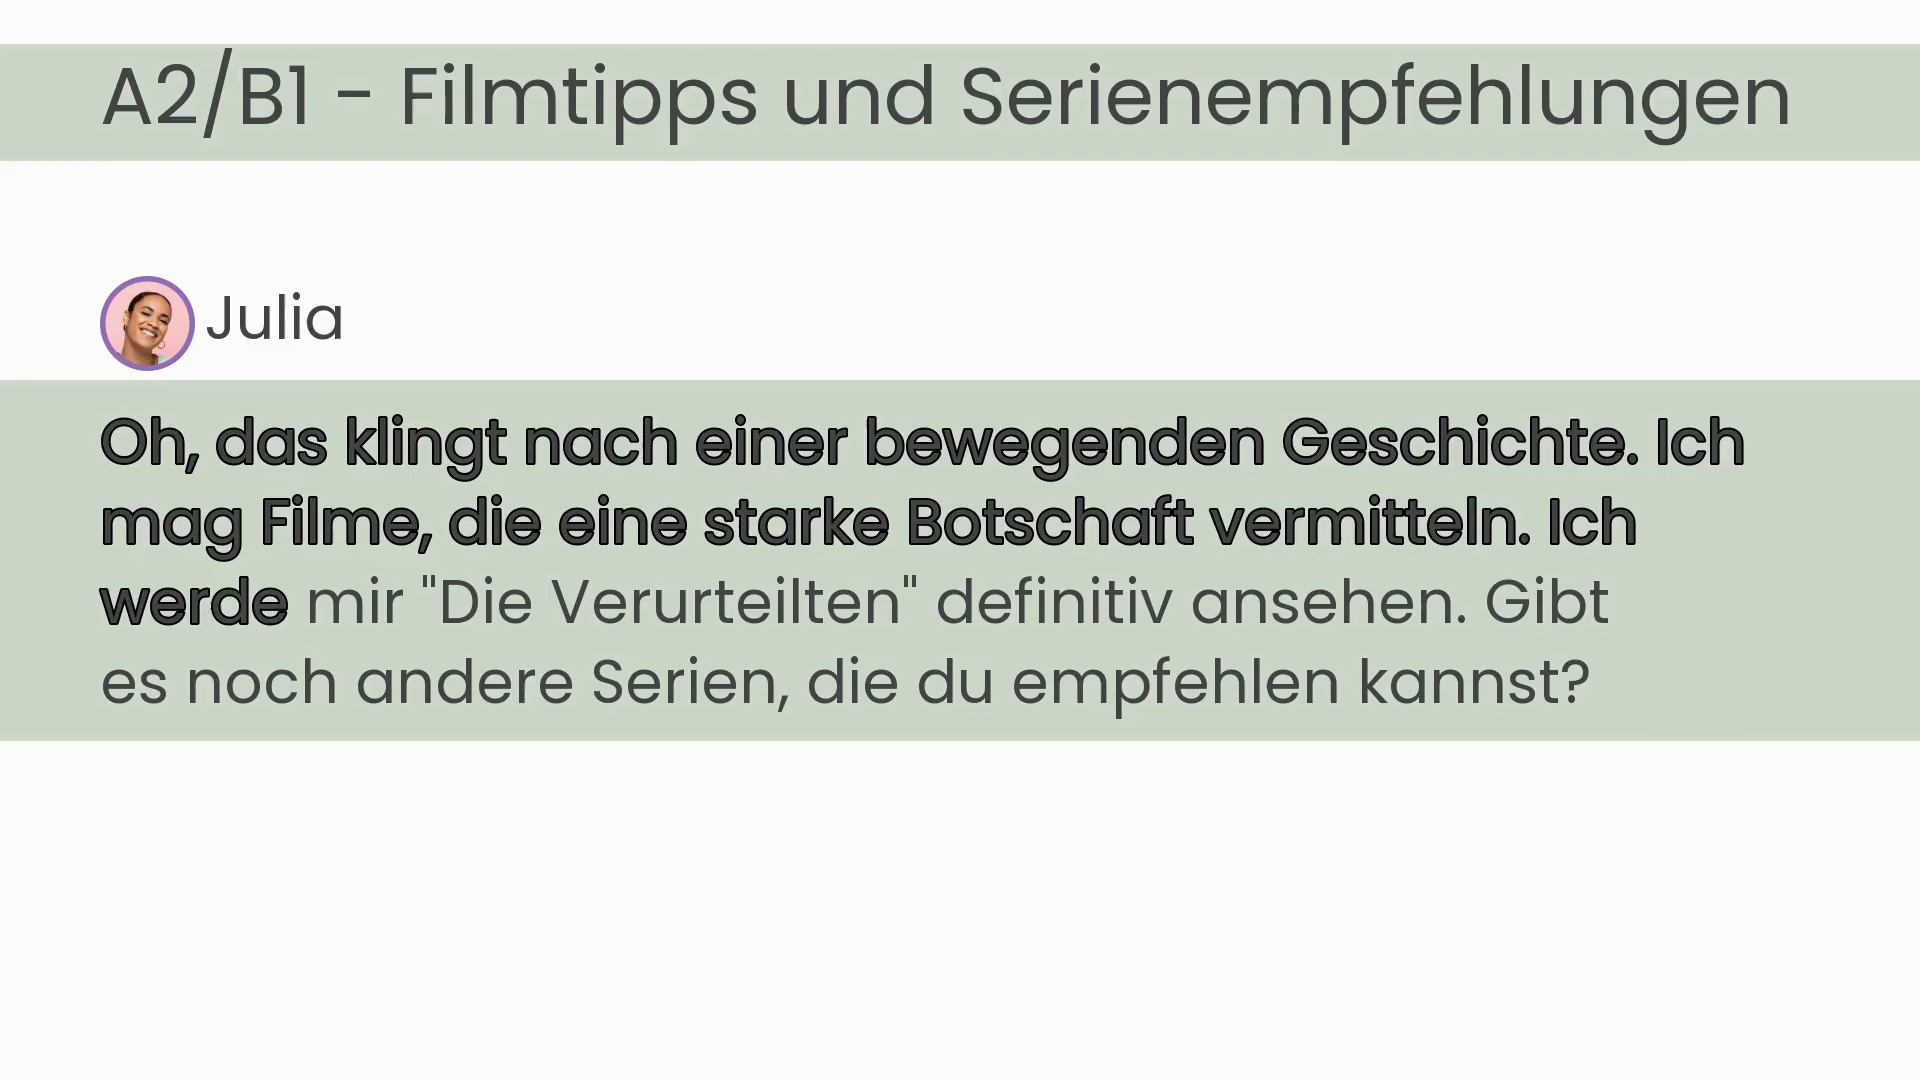 A2/B1 - Filmtipps und Serienempfehlungen
Julia
Oh, das klingt nach einer bewegenden Geschichte. Ich
mag Filme, die eine starke Botschaft vermitteln. Ich
werde mir "Die Verurteilten" definitiv ansehen. Gibt
es noch andere Serien, die du empfehlen kannst?